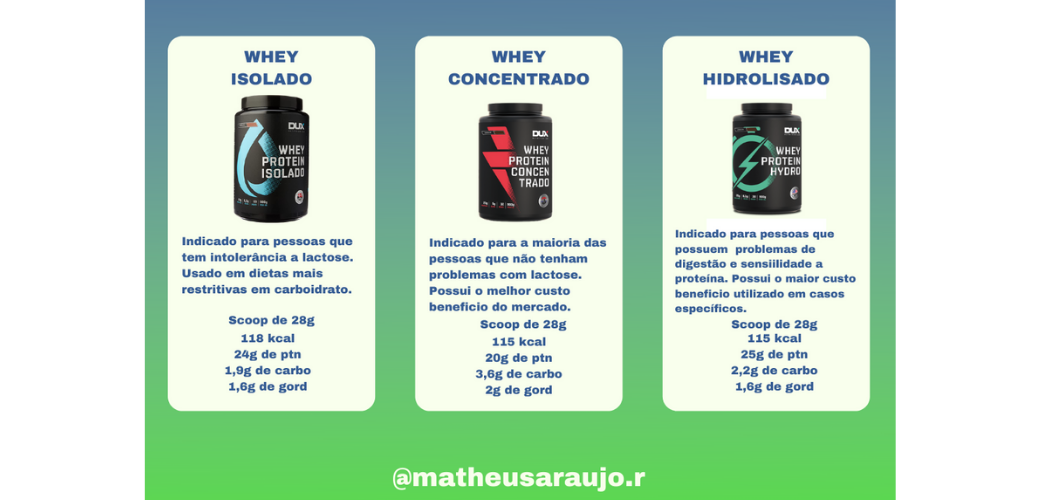 WHEY
ISOLADO
DUX
WHEY
PROTEIN
ISOLADO
Indicado para pessoas que
tem intolerância a lactose.
Usado em dietas mais
restritivas em carboidrato.
Scoop de 28g
118 kcal
24g de ptn
1,9g de carbo
1,6g de gord
WHEY
CONCENTRADO
DUX
WHEY
PROTEIN
CONCEN
TRADO
Indicado para a maioria das
pessoas que não tenham
problemas com lactose.
Possui o melhor custo
beneficio do mercado.
Scoop de 28g
115 kcal
20g de ptn
3,6g de carbo
2g de gord
WHEY
HIDROLISADO
DUX
WHEY
PROTEIN
HYDRO
Indicado para pessoas que
possuem problemas de
digestão e sensiilidade a
proteína. Possui o maior custo
beneficio utilizado em casos
específicos.
Scoop de 28g
115 kcal
25g de ptn
2,2g de carbo
1,6g de gord
@matheusaraujo.r